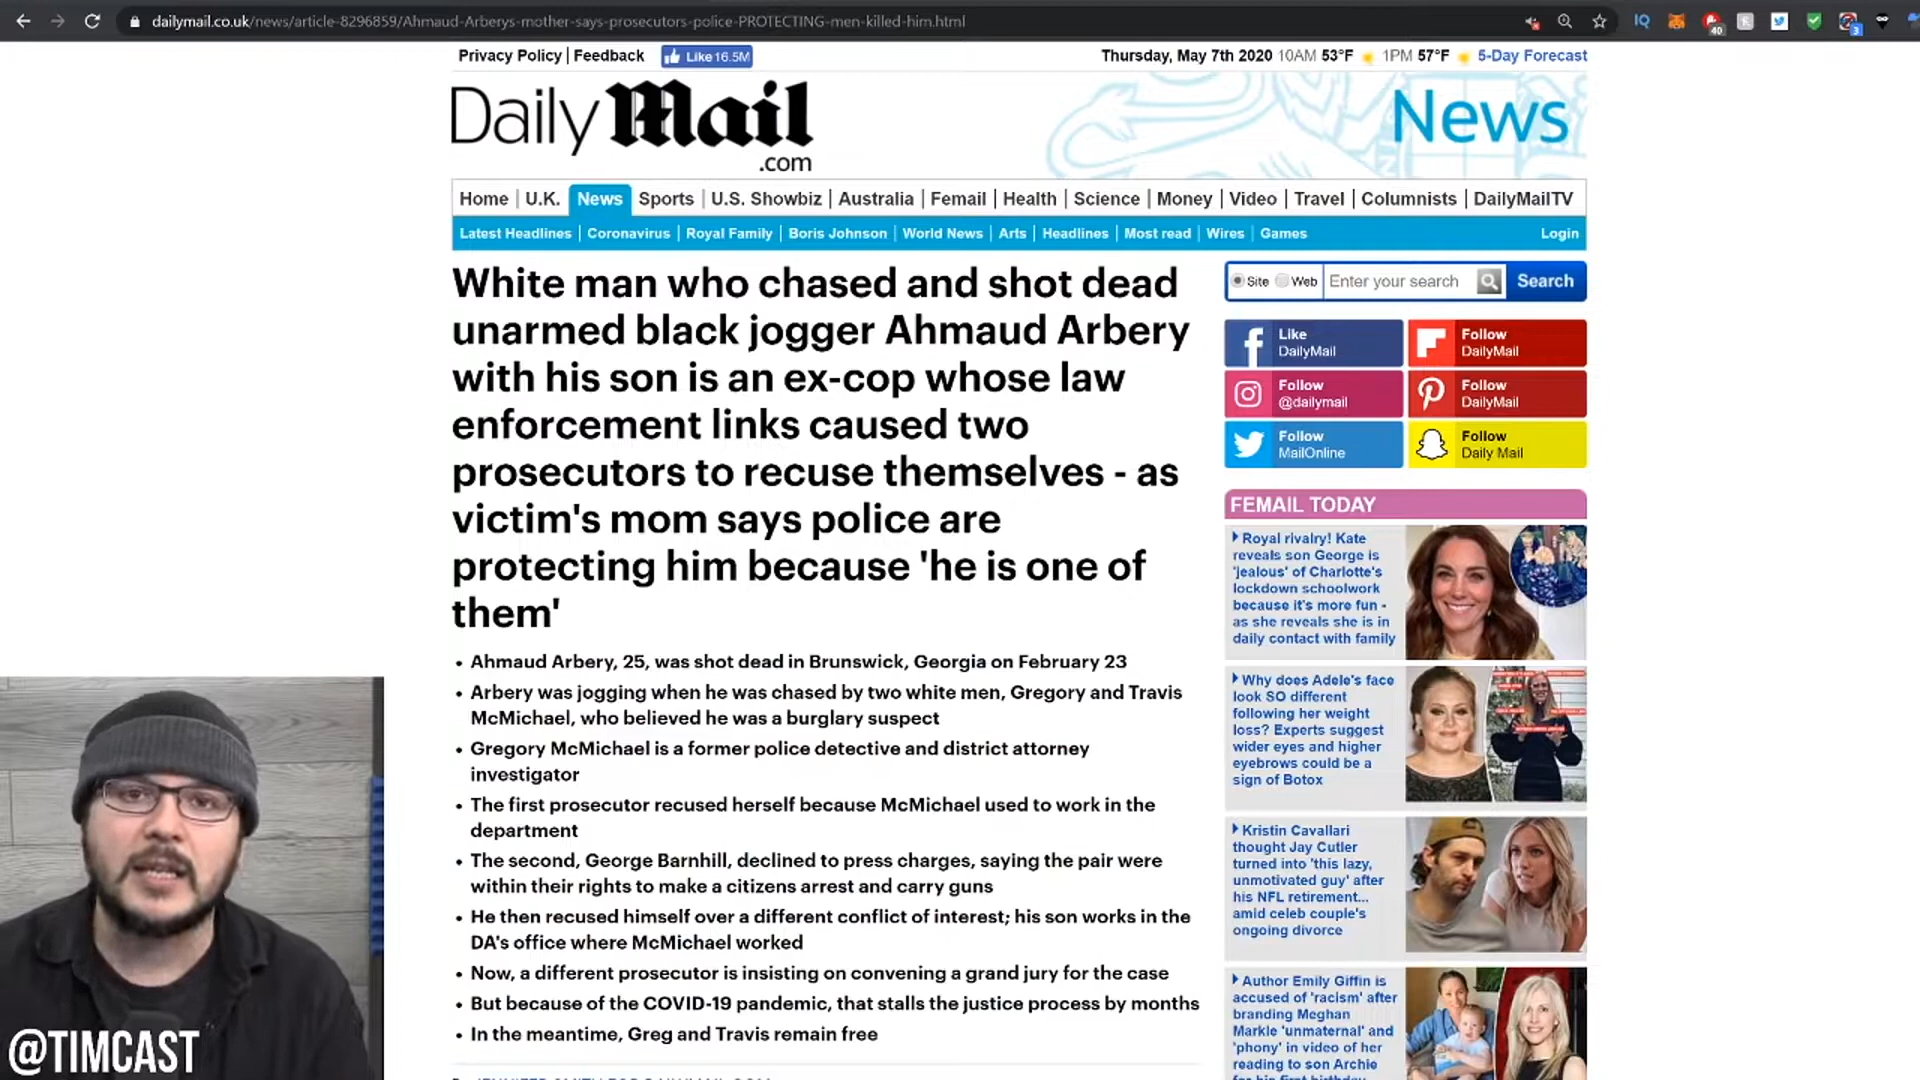 dailymail.co.uk/news/article-8296859/Ahmaud-Arberys-mother-says-prosecutors-police-PROTECTING-men-killed-him.html
40
3
Privacy Policy | Feedback
Like 16.5M
Thursday, May 7th 2020 10AM 53°F 1PM 57°F 5-Day Forecast
Daily Mail
.com
News
Home | U.K. News Sports | U.S. Showbiz | Australia | Femail | Health | Science | Money | Video | Travel | Columnists | DailyMailTV
Latest Headlines | Coronavirus | Royal Family | Boris Johnson | World News | Arts | Headlines | Most read | Wires | Games
Login
White man who chased and shot dead
unarmed black jogger Ahmaud Arbery
with his son is an ex-cop whose law
enforcement links caused two
prosecutors to recuse themselves - as
victim's mom says police are
protecting him because 'he is one of
them'
• Ahmaud Arbery, 25, was shot dead in Brunswick, Georgia on February 23
• Arbery was jogging when he was chased by two white men, Gregory and Travis
McMichael, who believed he was a burglary suspect
• Gregory McMichael is a former police detective and district attorney
investigator
• The first prosecutor recused herself because McMichael used to work in the
department
• The second, George Barnhill, declined to press charges, saying the pair were
within their rights to make a citizens arrest and carry guns
• He then recused himself over a different conflict of interest; his son works in the
DA's office where McMichael worked
• Now, a different prosecutor is insisting on convening a grand jury for the case
• But because of the COVID-19 pandemic, that stalls the justice process by months
• In the meantime, Greg and Travis remain free
Site Web Enter your search Search
Like
DailyMail
Follow
DailyMail
Follow
@dailymail
Follow
DailyMail
Follow
MailOnline
Follow
Daily Mail
FEMAIL TODAY
Royal rivalry! Kate
reveals son George is
'jealous' of Charlotte's
lockdown schoolwork
because it's more fun -
as she reveals she is in
daily contact with family
Why does Adele's face
look SO different
following her weight
loss? Experts suggest
wider eyes and higher
eyebrows could be a
sign of Botox
Kristin Cavallari
thought Jay Cutler
turned into 'this lazy,
unmotivated guy' after
his NFL retirement...
amid celeb couple's
ongoing divorce
Author Emily Giffin is
accused of 'racism' after
branding Meghan
Markle 'unmaternal' and
'phony' in video of her
reading to son Archie
for his first birthday
@TIMCAST